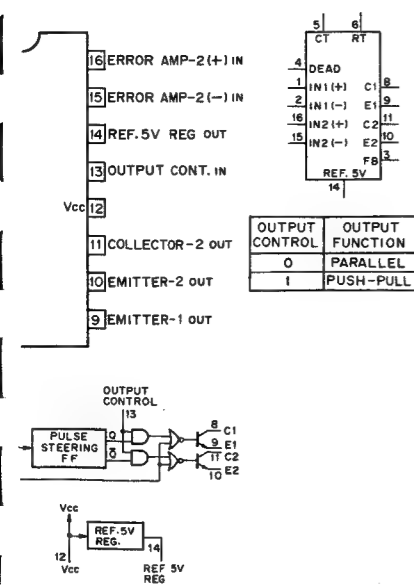 16 ERROR AMP-2(+) IN
15 ERROR AMP-2(-) IN
14 REF. 5V REG OUT
13 OUTPUT CONT. IN
Vcc 12
11 COLLECTOR-2 OUT
10 EMITTER-2 OUT
9 EMITTER-1 OUT
5 6
CT RT
4 DEAD
1 IN1(+) C1 8
2 IN1(-) E1 9
16 IN2(+) C2 11
15 IN2(-) E2 10
FB 3
REF. 5V
14
OUTPUT CONTROL OUTPUT FUNCTION
0 PARALLEL
1 PUSH-PULL
OUTPUT
CONTROL
13
PULSE
STEERING
FF
Q
Q̅
8 C1
9 E1
11 C2
10 E2
Vcc
REF. 5V
REG.
12
Vcc
14
REF 5V
REG